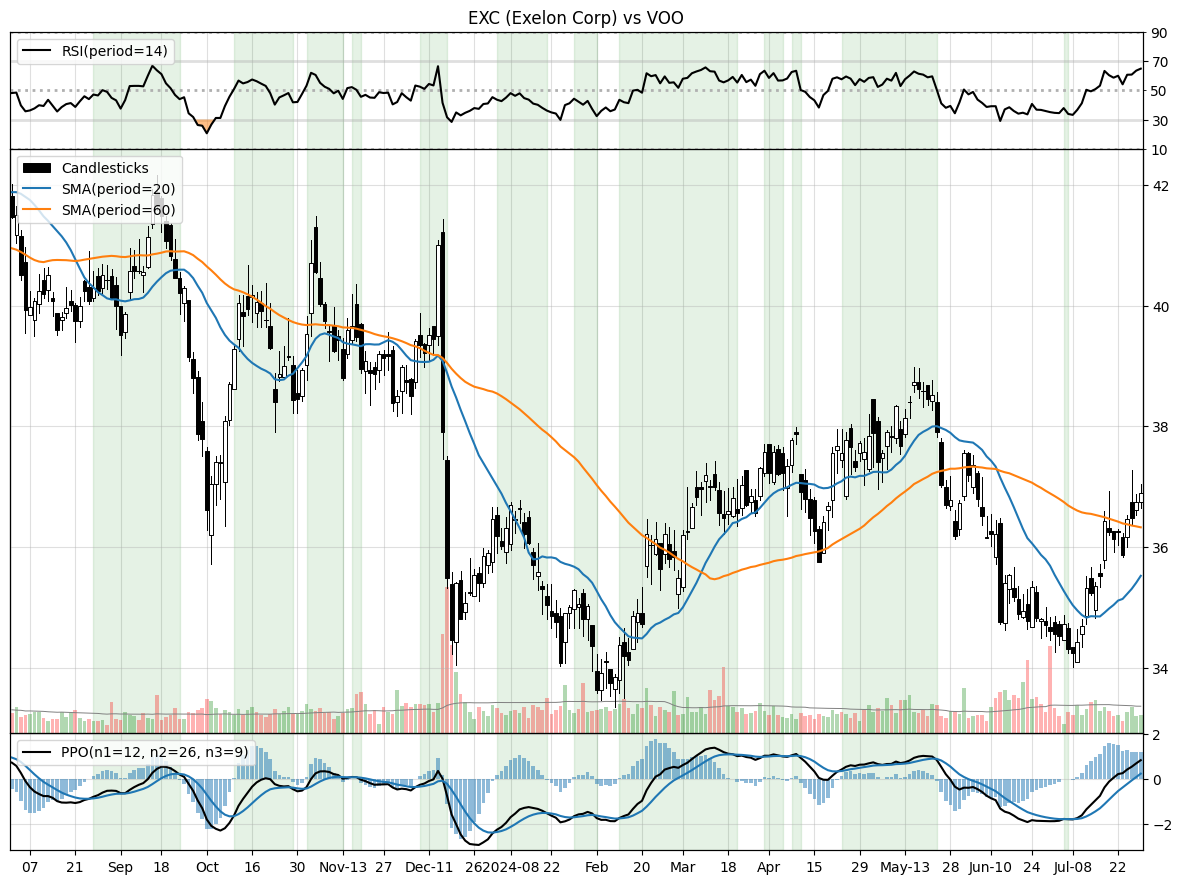 EXC (Exelon Corp) vs VOO
RSI(period=14)
90
70
50
30
10
Candlesticks
SMA(period=20)
SMA(period=60)
42
40
38
36
34
PPO(n1=12, n2=26, n3=9)
2
0
−2
07 21 Sep 18 Oct 16 30 Nov-13 27 Dec-11 26 2024-08 22 Feb 20 Mar 18 Apr 15 29 May-13 28 Jun-10 24 Jul-08 22